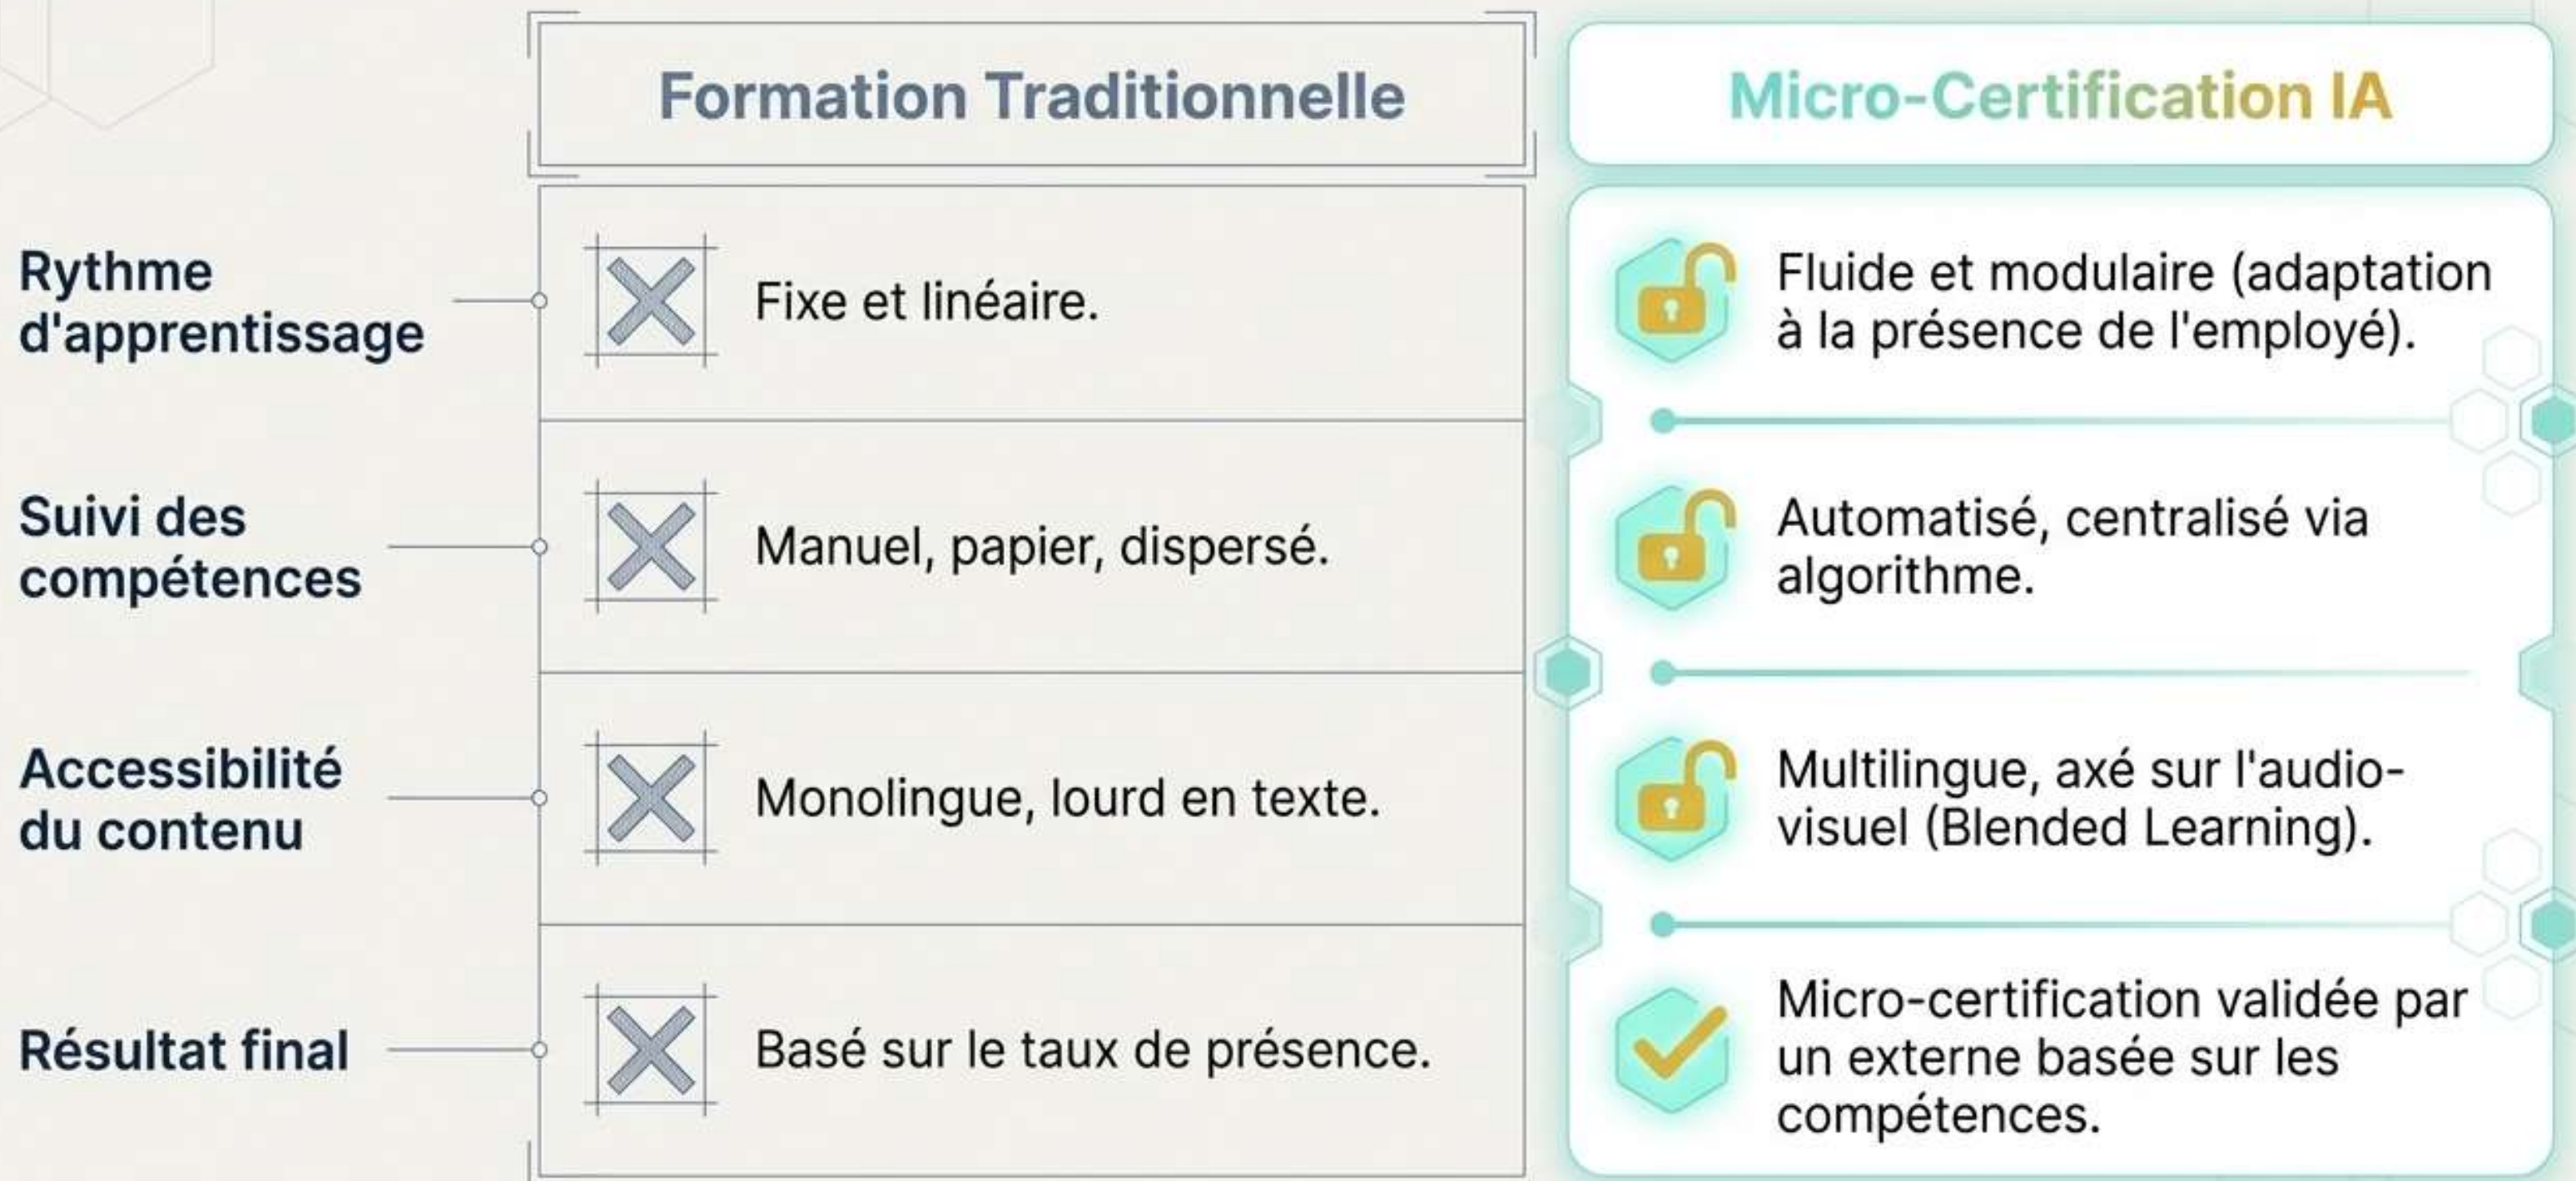 Formation Traditionnelle
Micro-Certification IA
Rythme
d'apprentissage
Fixe et linéaire.
Fluide et modulaire (adaptation
à la présence de l'employé).
Suivi des
compétences
Manuel, papier, dispersé.
Automatisé, centralisé via
algorithme.
Accessibilité
du contenu
Monolingue, lourd en texte.
Multilingue, axé sur l'audio-
visuel (Blended Learning).
Résultat final
Basé sur le taux de présence.
Micro-certification validée par
un externe basée sur les
compétences.